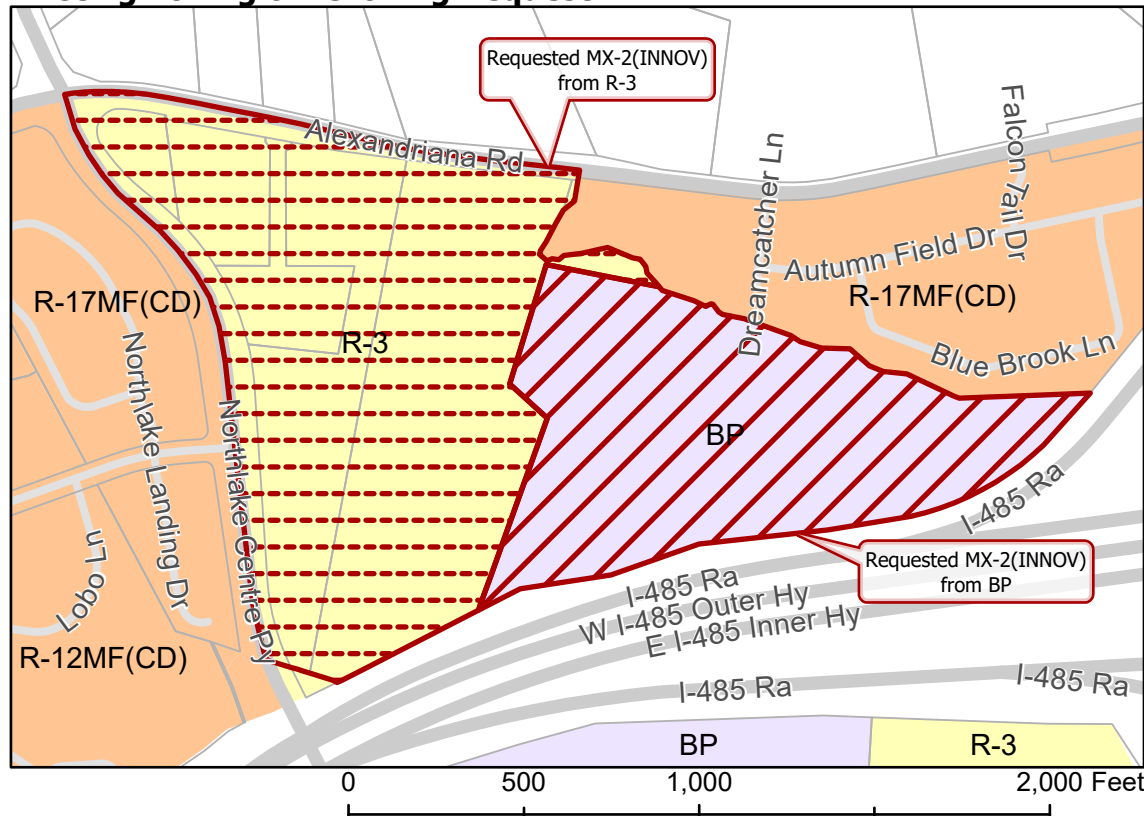 Requested MX-2(INNOV)
from R-3
Alexandriana Rd
Dreamcatcher Ln
Falcon Tail Dr
Autumn Field Dr
R-17MF(CD)
Blue Brook Ln
R-17MF(CD)
R-3
Northlake Landing Dr
Northlake Centre Py
BP
I-485 Ra
Requested MX-2(INNOV)
from BP
I-485 Ra
W I-485 Outer Hy
E I-485 Inner Hy
Lobo Ln
R-12MF(CD)
I-485 Ra
I-485 Ra
BP
R-3
0 500 1,000 2,000 Feet